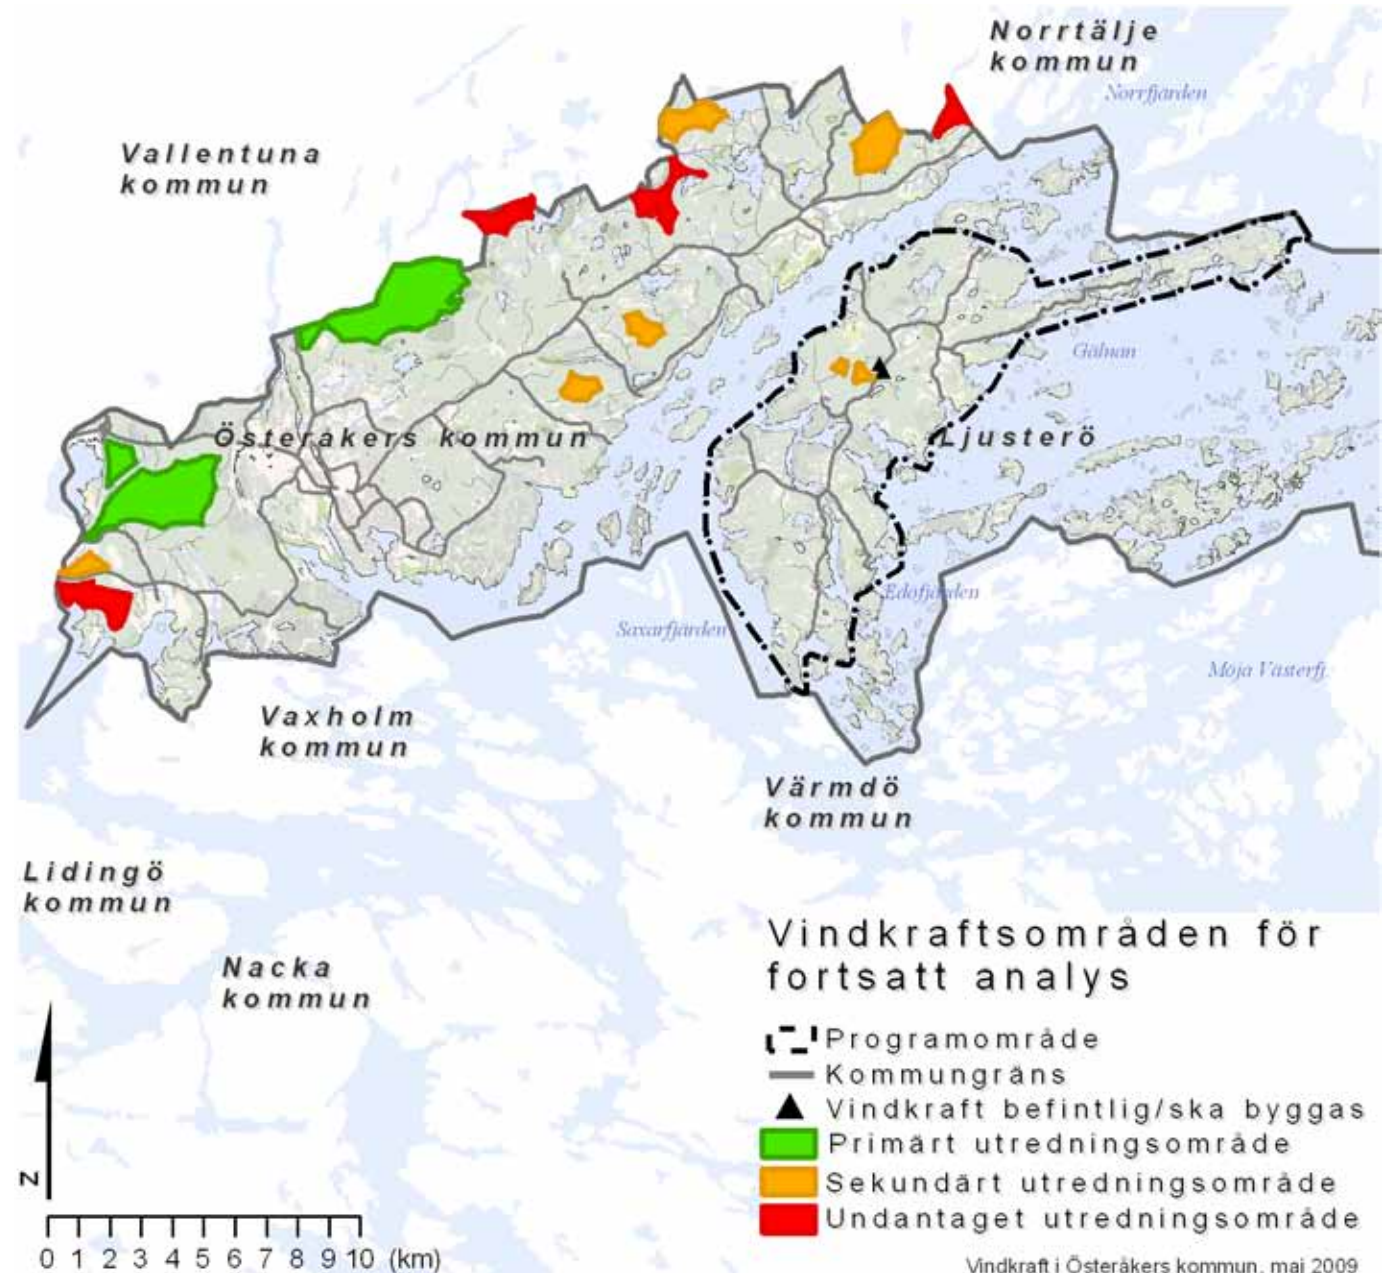 Norrtälje
kommun
Norrfjärden
Vallentuna
kommun
Gälnan
Österakers kommun
Ljusterö
Edöfjärden
Saxarfjärden
Möja Västerfj
Vaxholm
kommun
Värmdö
kommun
Lidingö
kommun
Nacka
kommun
Vindkraftsområden för
fortsatt analys
Programområde
Kommungräns
Vindkraft befintlig/ska byggas
Primärt utredningsområde
Sekundärt utredningsområde
Undantaget utredningsområde
N
0 1 2 3 4 5 6 7 8 9 10 (km)
Vindkraft i Österåkers kommun, maj 2009